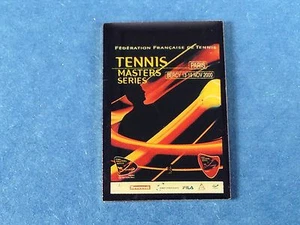 FÉDÉRATION FRANÇAISE DE TENNIS
TENNIS
PARIS
MASTERS
BERCY 13-19 NOV 2000
SERIES
FILA